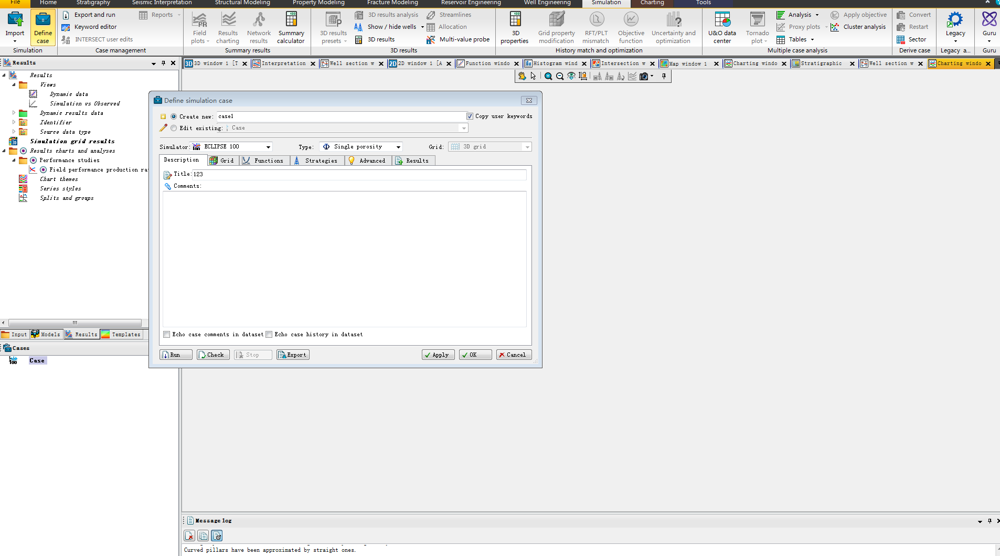 File Home Stratigraphy Seismic Interpretation Structural Modeling Property Modeling Fracture Modeling Reservoir Engineering Well Engineering Simulation Charting Tools
Import
Define case
Simulation
Export and run
Keyword editor
INTERSECT user edits
Reports
Case management
Field plots
Results charting
Network results
Summary calculator
Summary results
3D results presets
3D results analysis
Show / hide wells
3D results
Streamlines
Allocation
Multi-value probe
3D results
3D properties
Grid property modification
RFT/PLT mismatch
Objective function
Uncertainty and optimization
History match and optimization
U&O data center
Tornado plot
Analysis
Proxy plots
Tables
Apply objective
Cluster analysis
Multiple case analysis
Convert
Restart
Sector
Derive case
Legacy
Legacy a...
Guru
Guru
Results
3D 3D window 1 [T
Interpretation
Well section w
2D 2D window 1 [A
Function windo
Histogram wind
Intersection w
Map window 1
Charting windo
Stratigraphic
Well section w
Charting windo
Results
Views
Dynamic data
Simulation vs Observed
Dynamic results data
Identifier
Source data type
Simulation grid results
Results charts and analyses
Performance studies
Field performance production ra
Chart themes
Series styles
Splits and groups
Input Models Results Templates
Cases
100 Case
Define simulation case
Create new: case1 Copy user keywords
Edit existing: Case
Simulator: ECLIPSE 100 Type: Single porosity Grid: 3D grid
Description Grid Functions Strategies Advanced Results
Title: 123
Comments:
Echo case comments in dataset Echo case history in dataset
Run Check Stop Export Apply OK Cancel
Message log
Curved pillars have been approximated by straight ones.